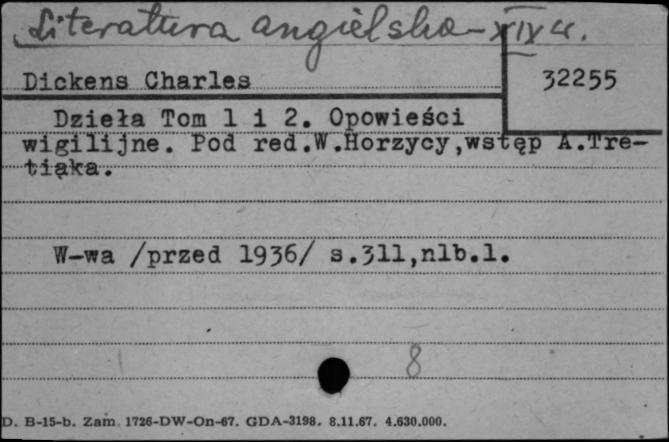 Literatura angielska - XIX w.
Dickens Charles
32255
Dzieła Tom 1 i 2. Opowieści
wigilijne. Pod red.W.Horzycy,wstęp A.Tre-
tiaka.
W-wa /przed 1936/ s.311,nlb.1.
8
D. B-15-b. Zam. 1726-DW-On-67. GDA-3198. 8.11.67. 4.630.000.